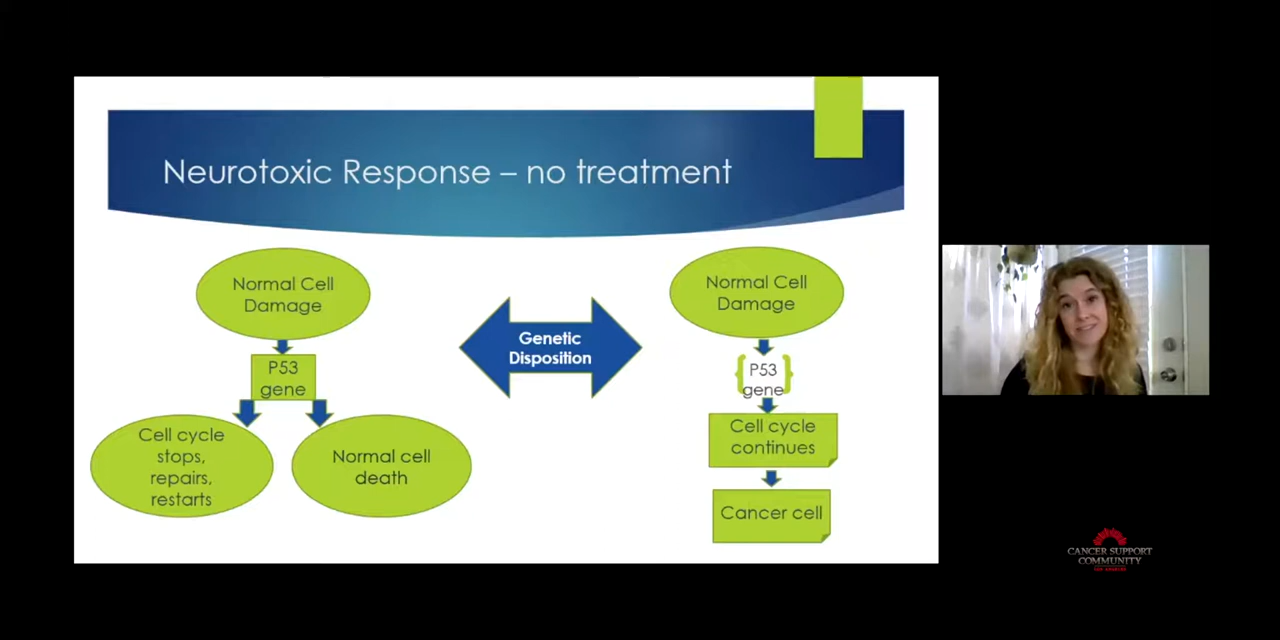 Neurotoxic Response – no treatment
Normal Cell
Damage
P53
gene
Cell cycle
stops,
repairs,
restarts
Normal cell
death
Genetic
Disposition
Normal Cell
Damage
P53
gene
Cell cycle
continues
Cancer cell
CANCER SUPPORT
COMMUNITY